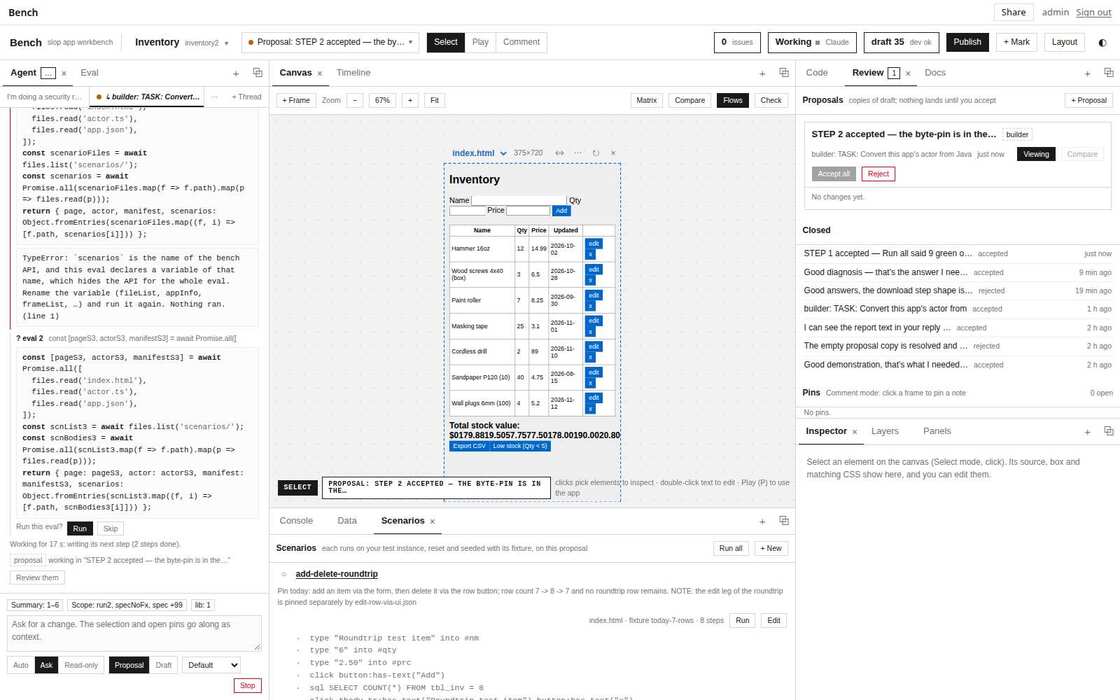 Bench
Share admin Sign out
Bench slop app workbench Inventory inventory2 Proposal: STEP 2 accepted — the by… Select Play Comment 0 issues Working Claude draft 35 dev ok Publish + Mark Layout
Agent … × Eval +
I'm doing a security r… ↳ builder: TASK: Convert… ··· + Thread
files.read('actor.ts'),
files.read('app.json'),
]);
const scenarioFiles = await
files.list('scenarios/');
const scenarios = await
Promise.all(scenarioFiles.map(f => f.path).map(p
=> files.read(p)));
return { page, actor, manifest, scenarios:
Object.fromEntries(scenarioFiles.map((f, i) =>
[f.path, scenarios[i]])) };
TypeError: `scenarios` is the name of the bench
API, and this eval declares a variable of that
name, which hides the API for the whole eval.
Rename the variable (fileList, appInfo,
frameList, …) and run it again. Nothing ran.
(line 1)
? eval 2 const [pageS3, actorS3, manifestS3] = await Promise.all([
const [pageS3, actorS3, manifestS3] = await
Promise.all([
files.read('index.html'),
files.read('actor.ts'),
files.read('app.json'),
]);
const scnList3 = await files.list('scenarios/');
const scnBodies3 = await
Promise.all(scnList3.map(f => f.path).map(p =>
files.read(p)));
return { page: pageS3, actor: actorS3, manifest:
manifestS3, scenarios:
Object.fromEntries(scnList3.map((f, i) =>
[f.path, scnBodies3[i]])) };
Run this eval? Run Skip
Working for 17 s: writing its next step (2 steps done).
proposal working in "STEP 2 accepted — the byte-pin is in the…"
Review them
Summary: 1–6 Scope: run2, specNoFx, spec +99 lib: 1
Ask for a change. The selection and open pins go along as
context.
Auto Ask Read-only Proposal Draft Default
Stop
Canvas × Timeline +
+ Frame Zoom − 67% + Fit Matrix Compare Flows Check
index.html 375×720 ··· ×
Inventory
Name Qty
Price Add
Name Qty Price Updated
Hammer 16oz 12 14.99 2026-10-02 edit x
Wood screws 4x40 (box) 3 6.5 2026-10-28 edit x
Paint roller 7 8.25 2026-09-30 edit x
Masking tape 25 3.1 2026-11-01 edit x
Cordless drill 2 89 2026-11-10 edit x
Sandpaper P120 (10) 40 4.75 2026-08-15 edit x
Wall plugs 6mm (100) 4 5.2 2026-11-12 edit x
Total stock value:
$0179.8819.5057.7577.50178.00190.0020.80
Export CSV Low stock (Qty < 5)
SELECT PROPOSAL: STEP 2 ACCEPTED — THE BYTE-PIN IS IN THE… clicks pick elements to inspect · double-click text to edit · Play (P) to use the app
Console Data Scenarios × +
Scenarios each runs on your test instance, reset and seeded with its fixture, on this proposal Run all + New
add-delete-roundtrip
Pin today: add an item via the form, then delete it via the row button; row count 7 -> 8 -> 7 and no roundtrip row remains. NOTE: the edit leg of the roundtrip
is pinned separately by edit-row-via-ui.json
index.html · fixture today-7-rows · 8 steps Run Edit
· type "Roundtrip test item" into #nm
· type "6" into #qty
· type "2.50" into #prc
· click button:has-text("Add")
· sql SELECT COUNT(*) FROM tbl_inv = 8
Code Review 1 × Docs +
Proposals copies of draft; nothing lands until you accept + Proposal
STEP 2 accepted — the byte-pin is in the… builder
builder: TASK: Convert this app's actor from Java just now Viewing Compare
Accept all Reject
No changes yet.
Closed
STEP 1 accepted — Run all said 9 green o… accepted just now
Good diagnosis — that's the answer I nee… accepted 9 min ago
Good answers, the download step shape is… rejected 19 min ago
builder: TASK: Convert this app's actor from accepted 1 h ago
I can see the report text in your reply … accepted 2 h ago
The empty proposal copy is resolved and … rejected 2 h ago
Good demonstration, that's what I needed… accepted 2 h ago
Pins Comment mode: click a frame to pin a note 0 open
No pins.
Inspector × Layers Panels +
Select an element on the canvas (Select mode, click). Its source, box and
matching CSS show here, and you can edit them.